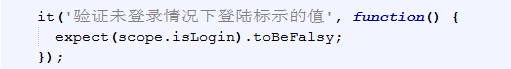 it('验证未登录情况下登陆标示的值', function() {
expect(scope.isLogin).toBeFalsy;
});